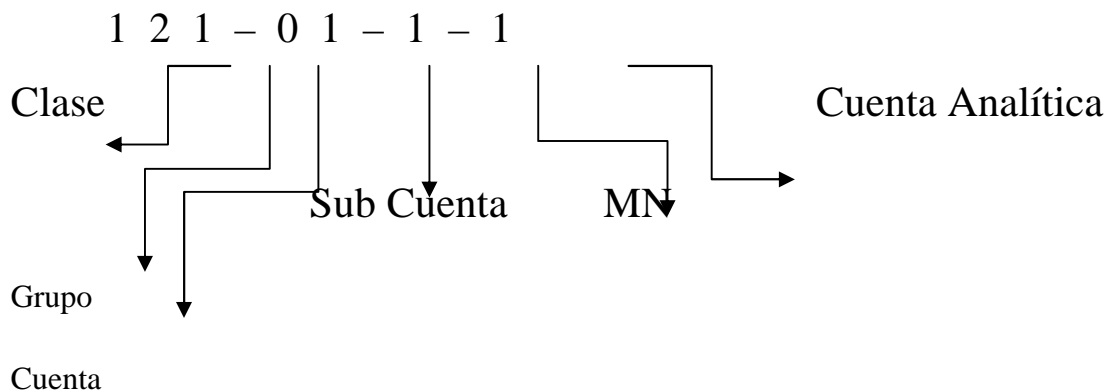 1 2 1 – 0 1 – 1 – 1
Clase Cuenta Analítica
Sub Cuenta MN
Grupo
Cuenta